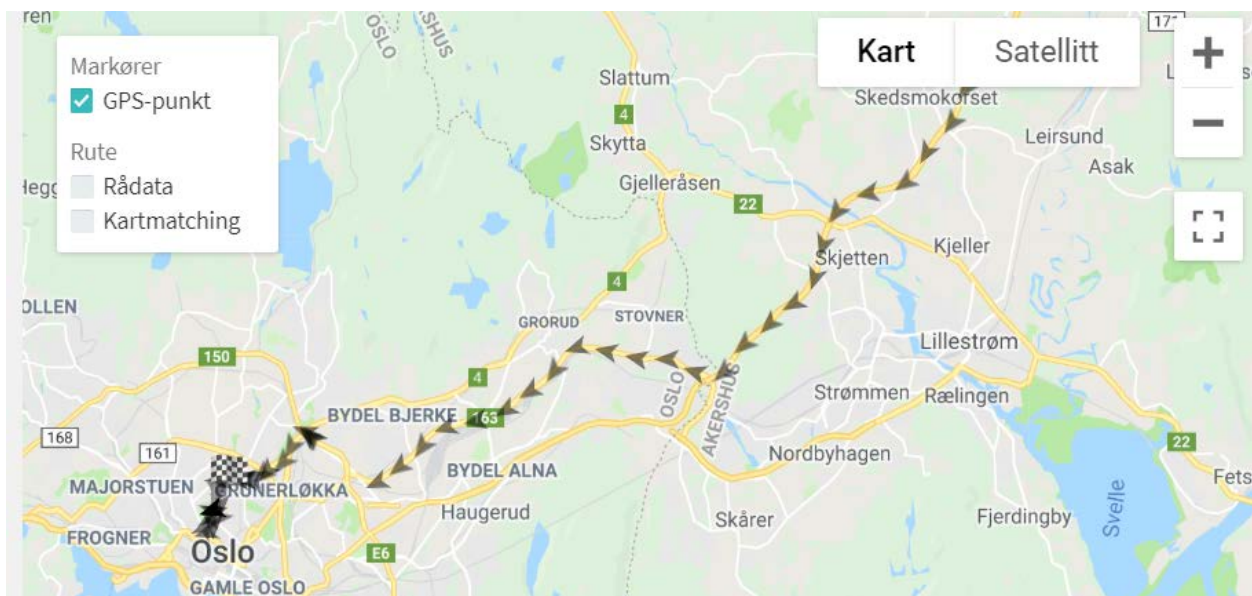 ren
OSLO
AKERSHUS
Markører
GPS-punkt
Rute
Rådata
Kartmatching
Kart
Satellitt
Slattum
4
Skytta
Gjelleråsen
22
Skedsmokorset
Leirsund
Asak
Skjetten
Kjeller
4
GRORUD
STOVNER
150
4
163
BYDEL BJERKE
168
161
MAJORSTUEN
GRÜNERLØKKA
FROGNER
Oslo
GAMLE OSLO
E6
BYDEL ALNA
Haugerud
OSLO
AKERSHUS
Lillestrøm
Strømmen
Rælingen
Nordbyhagen
Skårer
Fjerdingby
Svelle
22
Fets